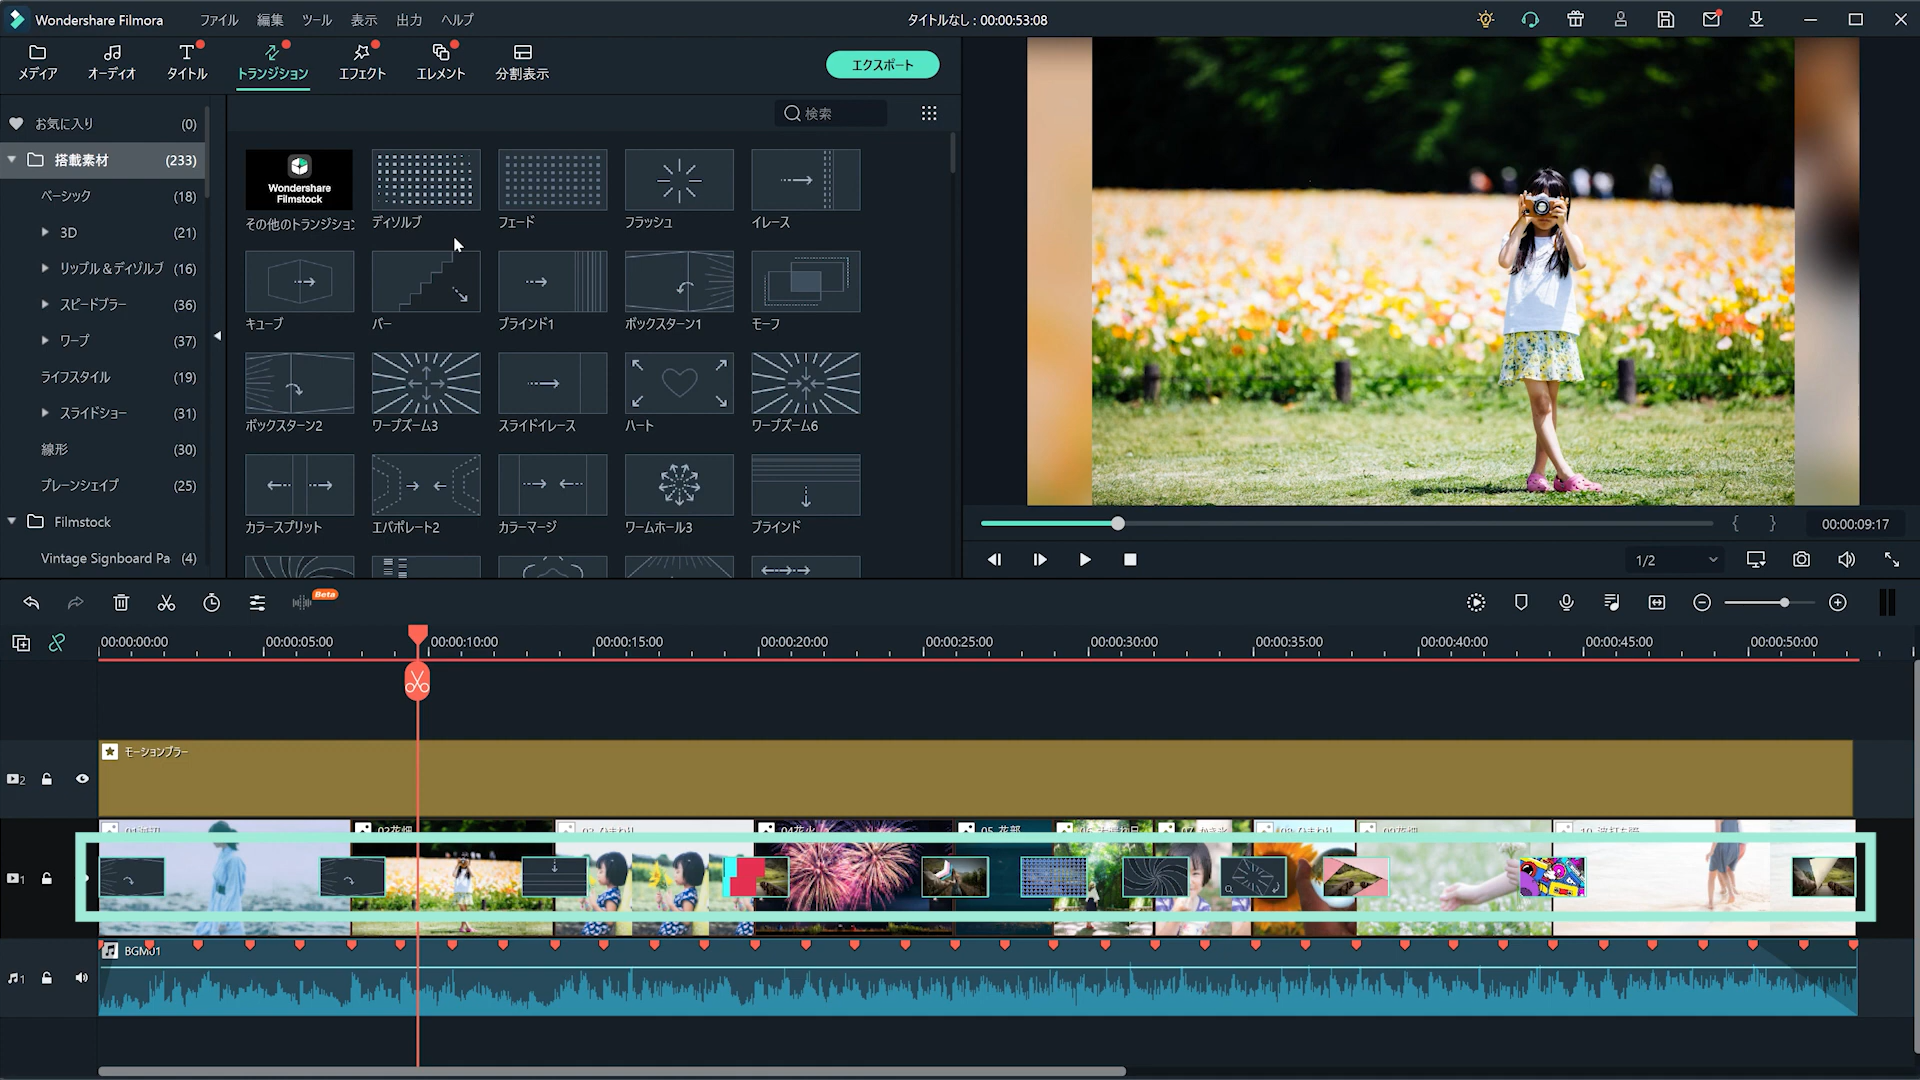 Wondershare Filmora ファイル 編集 ツール 表示 出力 ヘルプ タイトルなし : 00:00:53:08
メディア オーディオ タイトル トランジション エフェクト エレメント 分割表示 エクスポート
検索
お気に入り (0)
搭載素材 (233)
ベーシック (18)
3D (21)
リップル＆ディゾルブ (16)
スピードブラー (36)
ワープ (37)
ライフスタイル (19)
スライドショー (31)
線形 (30)
プレーンシェイプ (25)
Filmstock
Vintage Signboard Pa (4)
Wondershare
Filmstock
その他のトランジション ディゾルブ フェード フラッシュ イレース
キューブ バー ブラインド1 ボックスターン1 モーフ
ボックスターン2 ワープズーム3 スライドイレース ハート ワープズーム6
カラースプリット エバポレート2 カラーマージ ワームホール3 ブラインド
{ } 00:00:09:17
1/2
Beta
00:00:00:00 00:00:05:00 00:00:10:00 00:00:15:00 00:00:20:00 00:00:25:00 00:00:30:00 00:00:35:00 00:00:40:00 00:00:45:00 00:00:50:00
モーションブラー
2
04花火
1
BGM01
1